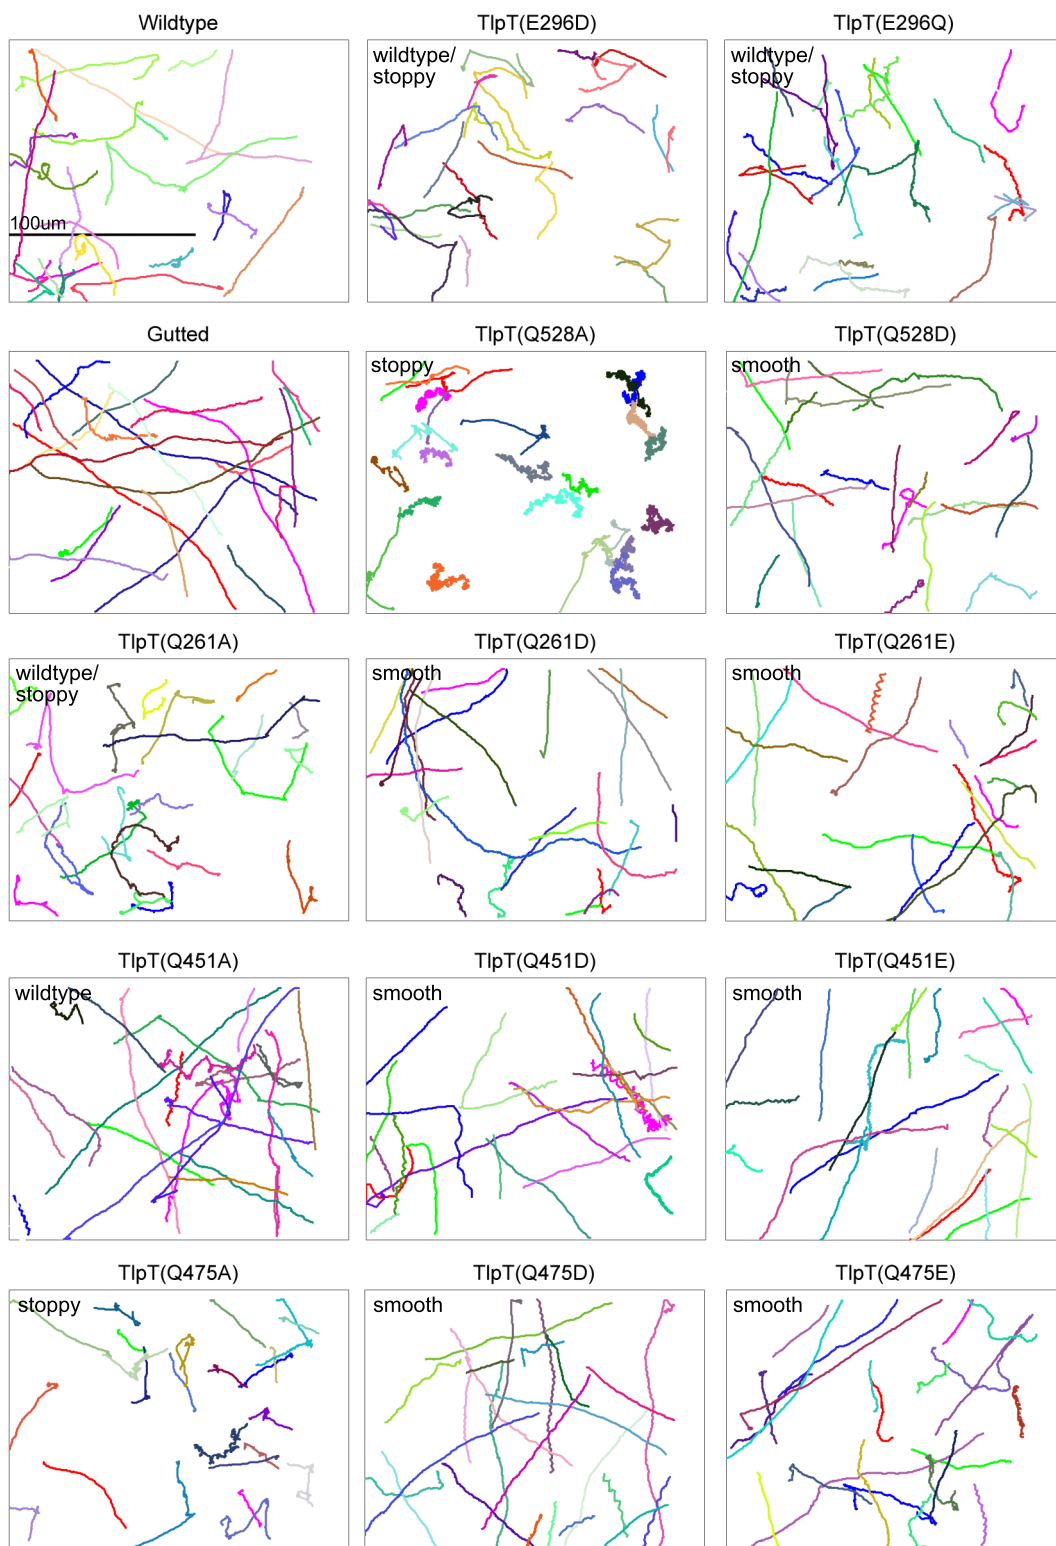 Wildtype
TlpT(E296D)
TlpT(E296Q)
wildtype/
stoppy
wildtype/
stoppy
100um
Gutted
TlpT(Q528A)
TlpT(Q528D)
stoppy
smooth
TlpT(Q261A)
TlpT(Q261D)
TlpT(Q261E)
wildtype/
stoppy
smooth
smooth
TlpT(Q451A)
TlpT(Q451D)
TlpT(Q451E)
wildtype
smooth
smooth
TlpT(Q475A)
TlpT(Q475D)
TlpT(Q475E)
stoppy
smooth
smooth